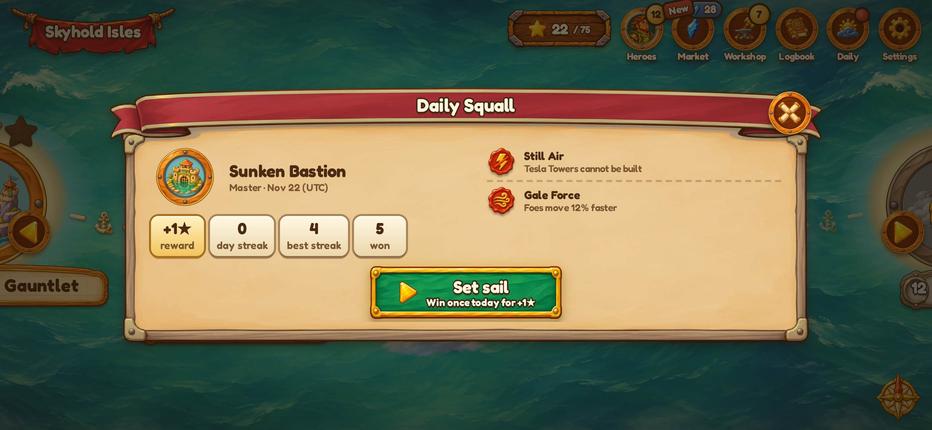 Skyhold Isles
22 / 75
12
New
28
7
Heroes
Market
Workshop
Logbook
Daily
Settings
Daily Squall
Sunken Bastion
Master · Nov 22 (UTC)
+1★
reward
0
day streak
4
best streak
5
won
Still Air
Tesla Towers cannot be built
Gale Force
Foes move 12% faster
Set sail
Win once today for +1★
Gauntlet
12